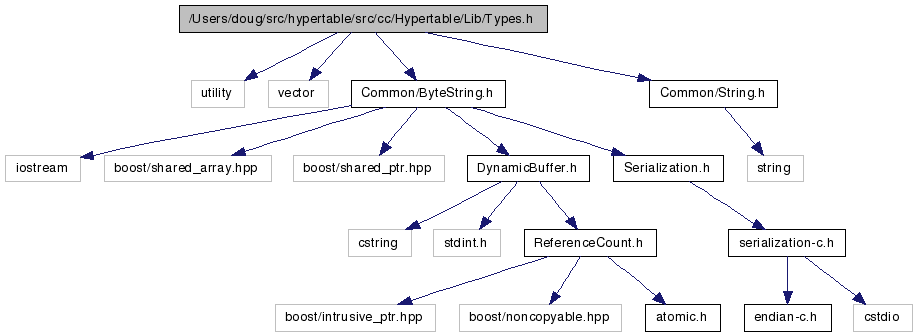 /Users/doug/src/hypertable/src/cc/Hypertable/Lib/Types.h
utility
vector
Common/ByteString.h
Common/String.h
iostream
boost/shared_array.hpp
boost/shared_ptr.hpp
DynamicBuffer.h
Serialization.h
string
cstring
stdint.h
ReferenceCount.h
serialization-c.h
boost/intrusive_ptr.hpp
boost/noncopyable.hpp
atomic.h
endian-c.h
cstdio